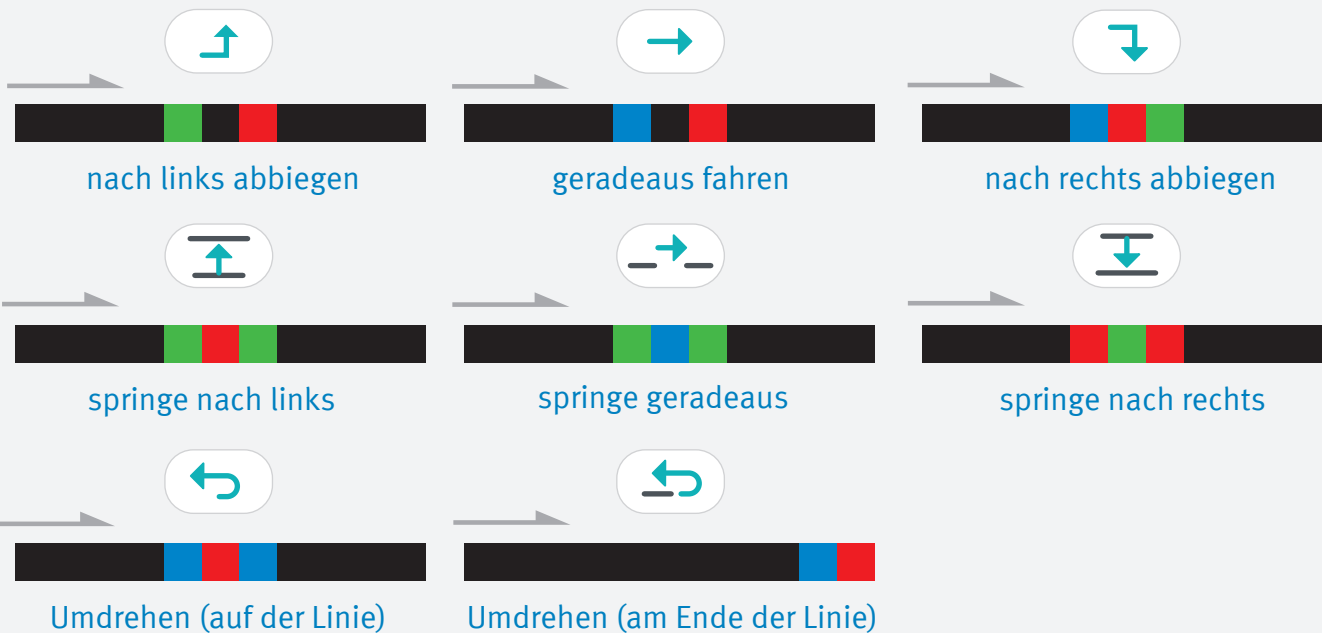 nach links abbiegen
geradeaus fahren
nach rechts abbiegen
springe nach links
springe geradeaus
springe nach rechts
Umdrehen (auf der Linie)
Umdrehen (am Ende der Linie)